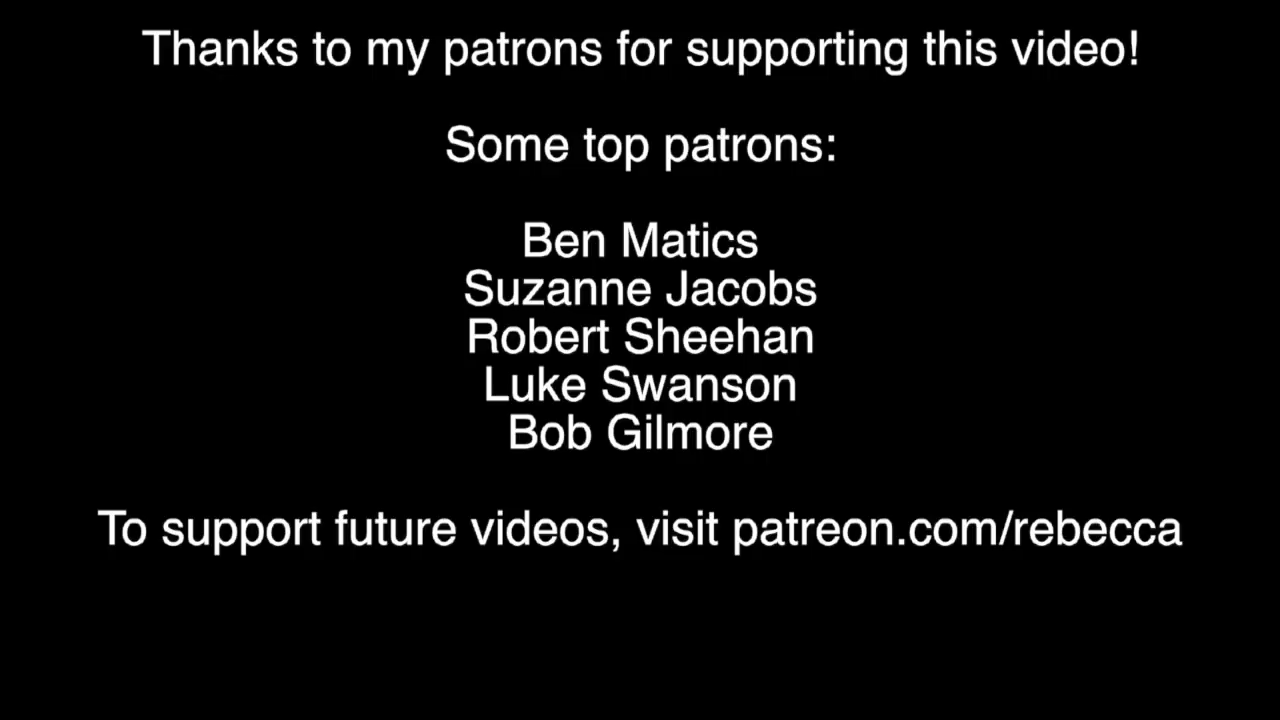 Thanks to my patrons for supporting this video!
Some top patrons:
Ben Matics
Suzanne Jacobs
Robert Sheehan
Luke Swanson
Bob Gilmore
To support future videos, visit patreon.com/rebecca